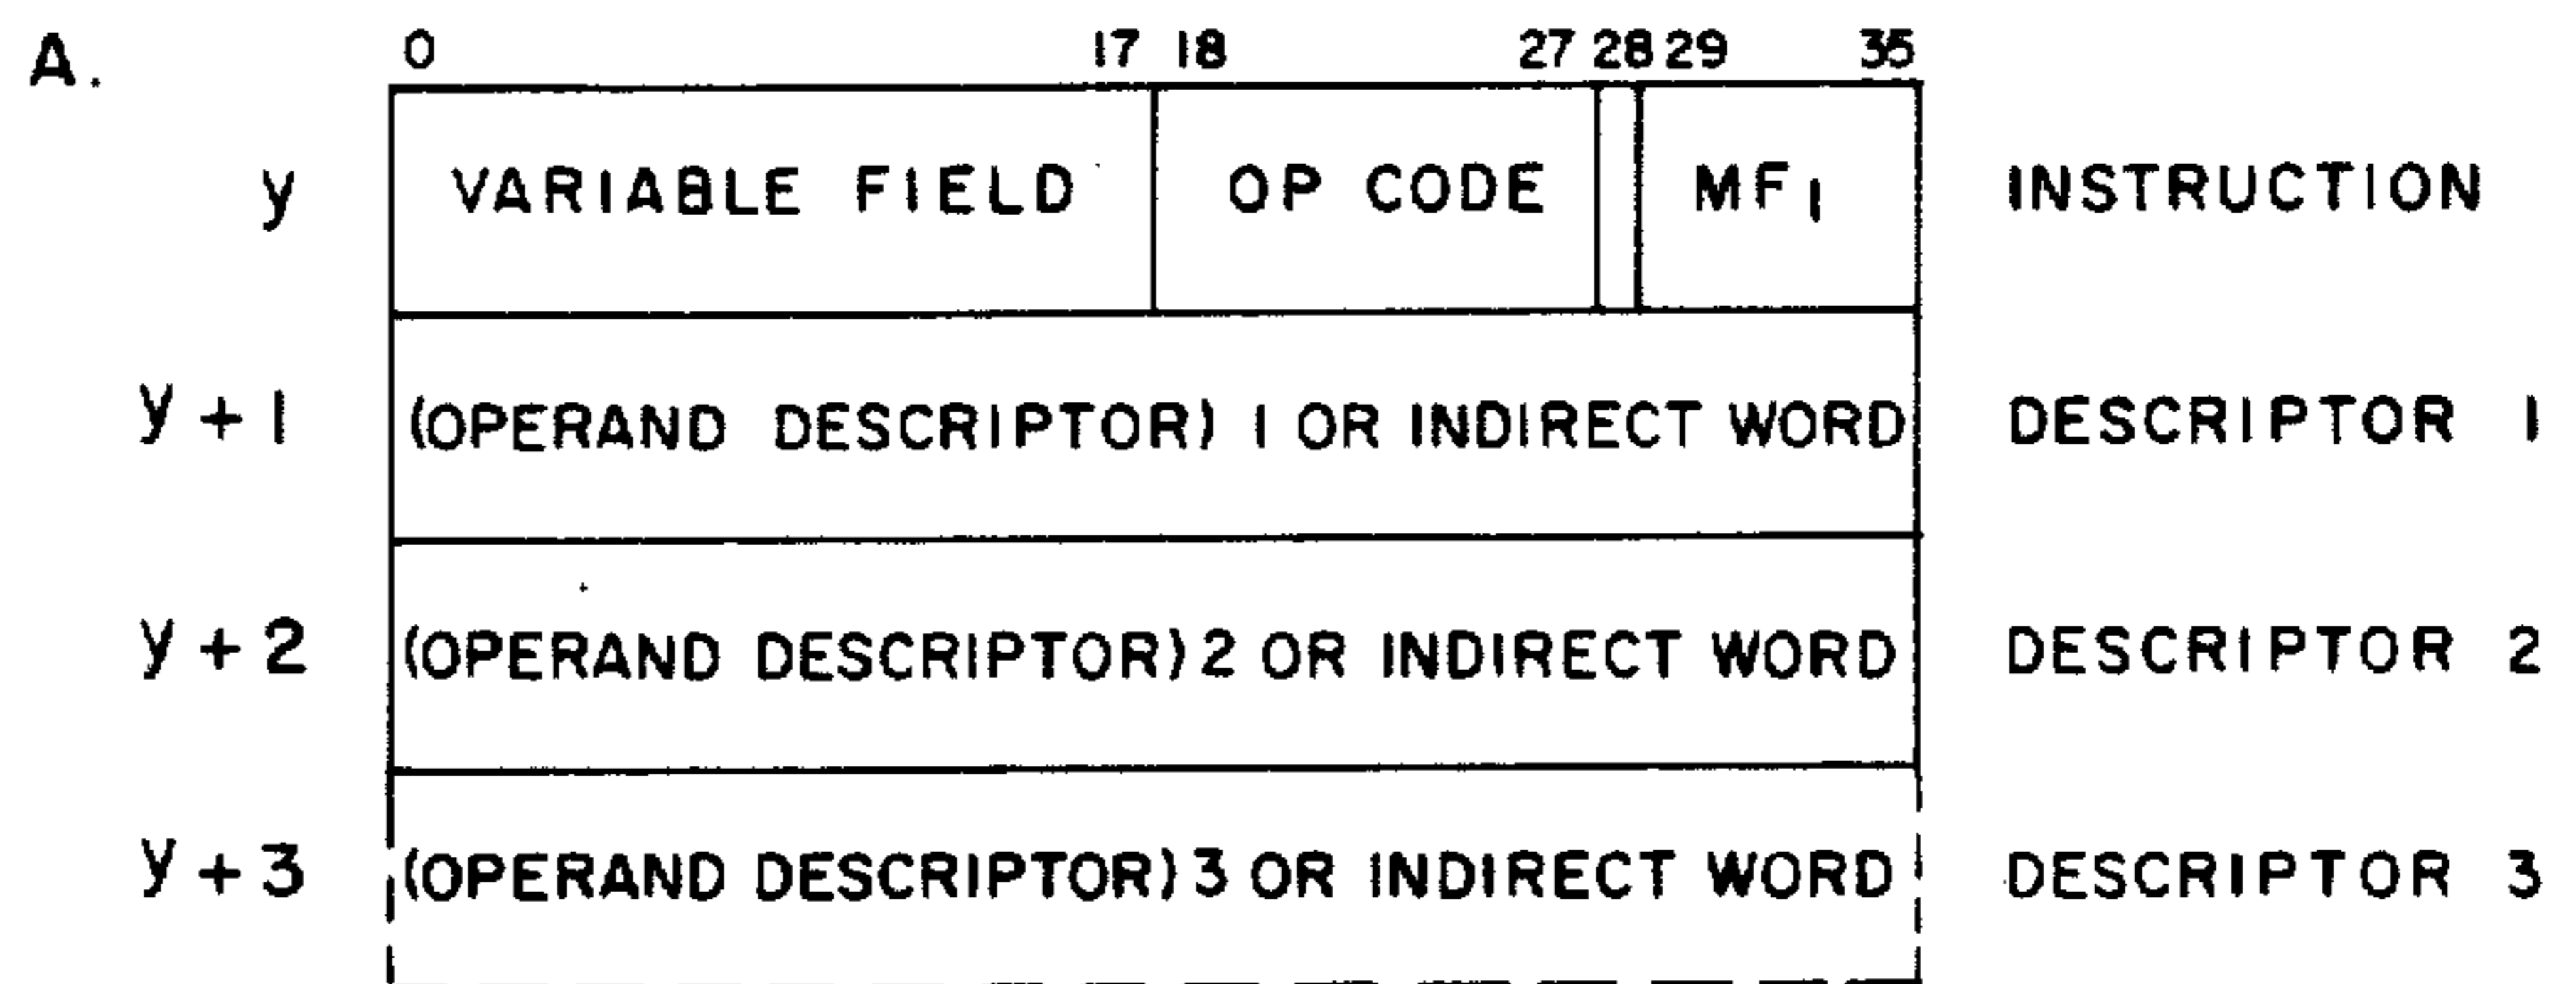 A. 0 17 18 27 28 29 35
y VARIABLE FIELD OP CODE MF1 INSTRUCTION
y + 1 (OPERAND DESCRIPTOR) 1 OR INDIRECT WORD DESCRIPTOR 1
y + 2 (OPERAND DESCRIPTOR) 2 OR INDIRECT WORD DESCRIPTOR 2
y + 3 (OPERAND DESCRIPTOR) 3 OR INDIRECT WORD DESCRIPTOR 3